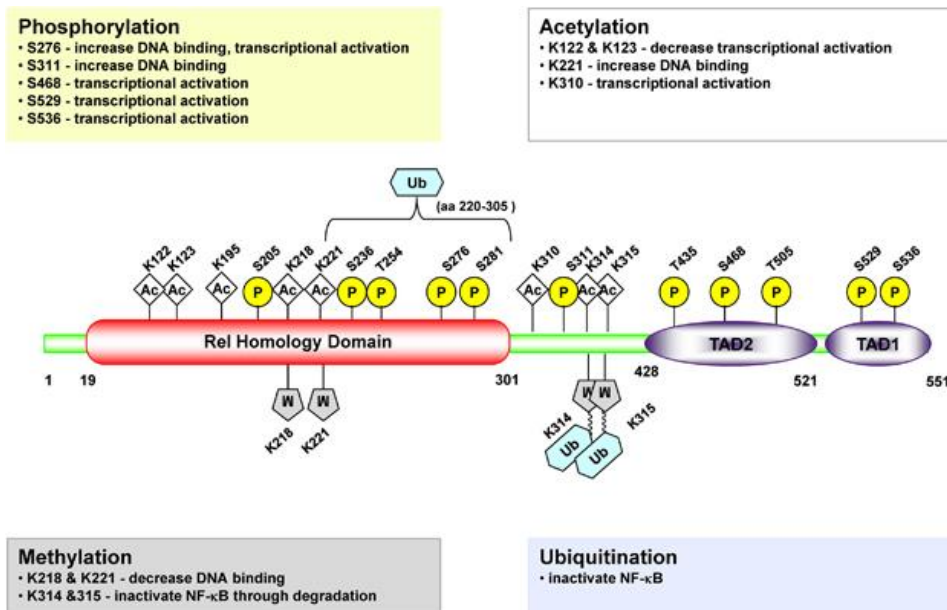 Phosphorylation
• S276 - increase DNA binding, transcriptional activation
• S311 - increase DNA binding
• S468 - transcriptional activation
• S529 - transcriptional activation
• S536 - transcriptional activation
Acetylation
• K122 & K123 - decrease transcriptional activation
• K221 - increase DNA binding
• K310 - transcriptional activation
Ub
(aa 220-305 )
K122 K123 K195 S205 K218 K221 S236 T254 S276 S281 K310 S311 K314 K315 T435 S468 T505 S529 S536
Ac Ac Ac P Ac Ac P P P P Ac P Ac Ac P P P P P
Rel Homology Domain TAD2 TAD1
1 19 301 428 521 551
M M M M
K218 K221 K314 K315
Ub Ub
Methylation
• K218 & K221 - decrease DNA binding
• K314 &315 - inactivate NF-κB through degradation
Ubiquitination
• inactivate NF-κB